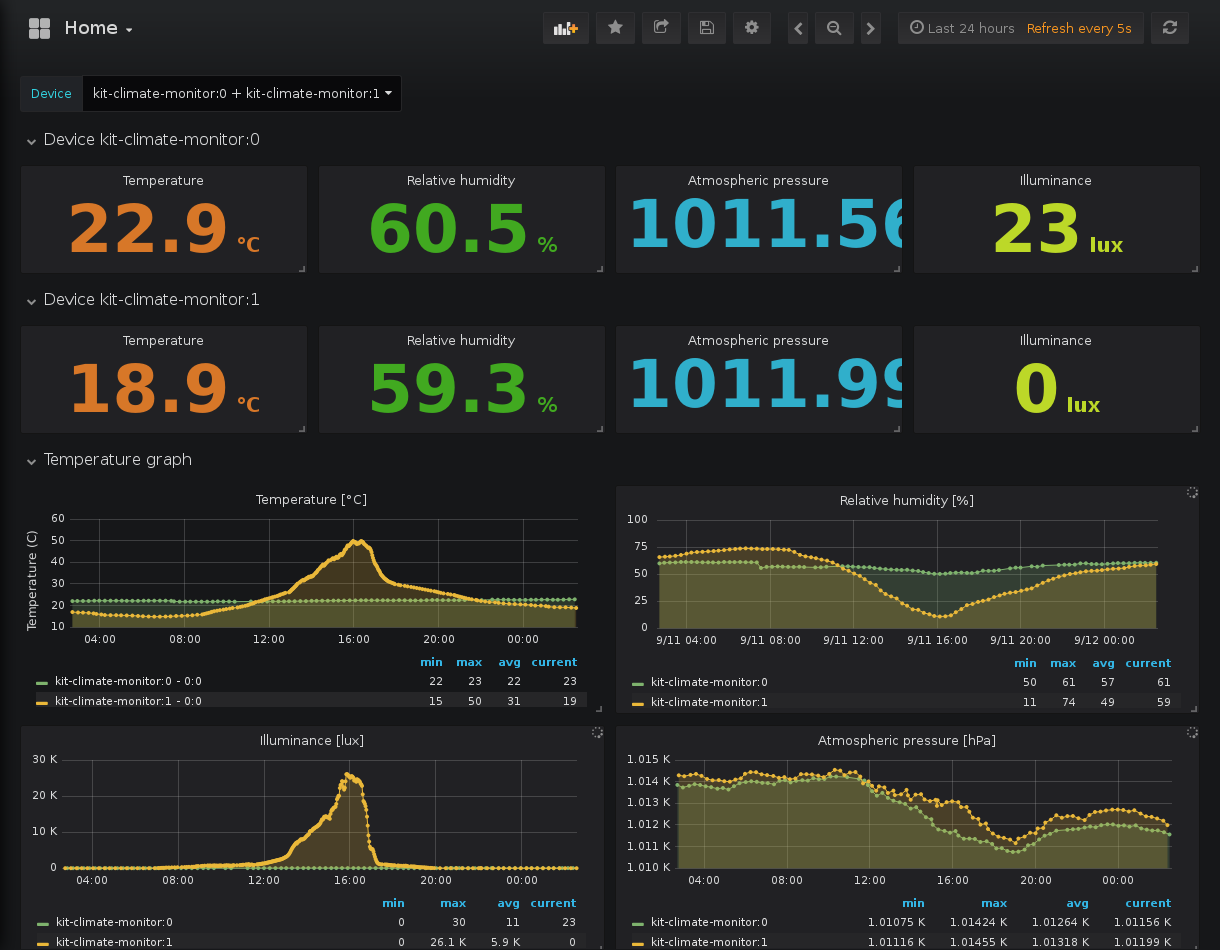 Home
Last 24 hours Refresh every 5s
Device kit-climate-monitor:0 + kit-climate-monitor:1
Device kit-climate-monitor:0
Temperature Relative humidity Atmospheric pressure Illuminance
22.9 °C 60.5 % 1011.56 23 lux
Device kit-climate-monitor:1
Temperature Relative humidity Atmospheric pressure Illuminance
18.9 °C 59.3 % 1011.99 0 lux
Temperature graph
Temperature [°C]
Temperature (C)
60
50
40
30
20
10
04:00 08:00 12:00 16:00 20:00 00:00
min max avg current
kit-climate-monitor:0 - 0:0 22 23 22 23
kit-climate-monitor:1 - 0:0 15 50 31 19
Relative humidity [%]
100
75
50
25
0
9/11 04:00 9/11 08:00 9/11 12:00 9/11 16:00 9/11 20:00 9/12 00:00
min max avg current
kit-climate-monitor:0 50 61 57 61
kit-climate-monitor:1 11 74 49 59
Illuminance [lux]
30 K
20 K
10 K
0
04:00 08:00 12:00 16:00 20:00 00:00
min max avg current
kit-climate-monitor:0 0 30 11 23
kit-climate-monitor:1 0 26.1 K 5.9 K 0
Atmospheric pressure [hPa]
1.015 K
1.014 K
1.013 K
1.012 K
1.011 K
1.010 K
04:00 08:00 12:00 16:00 20:00 00:00
min max avg current
kit-climate-monitor:0 1.01075 K 1.01424 K 1.01264 K 1.01156 K
kit-climate-monitor:1 1.01116 K 1.01455 K 1.01318 K 1.01199 K